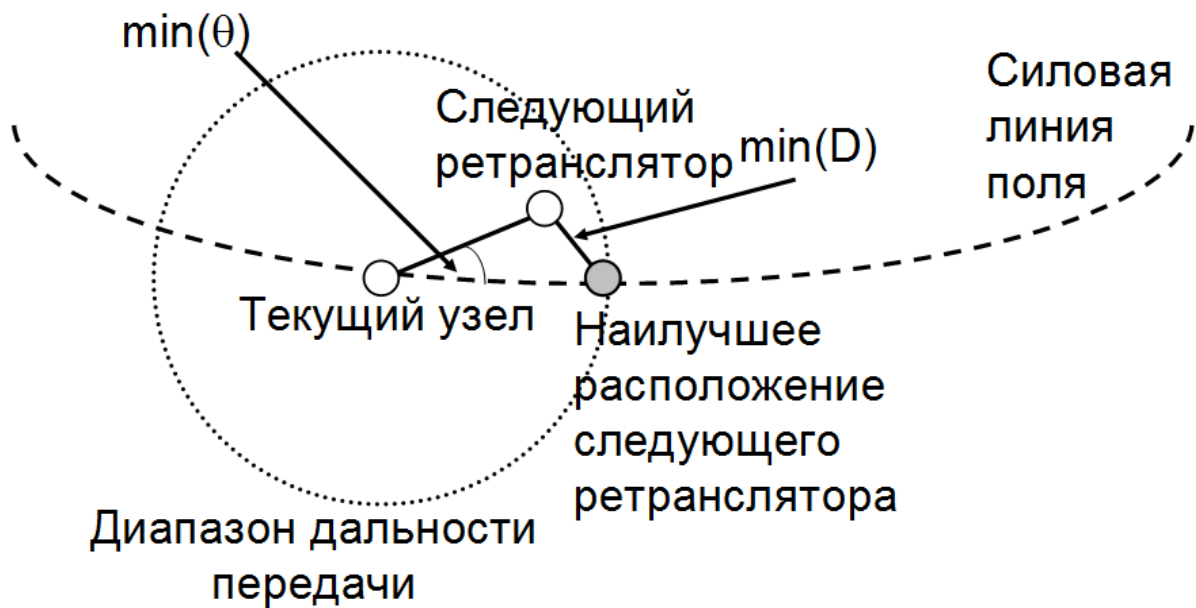 min(θ)
Силовая
линия
поля
Следующий
ретранслятор
min(D)
Текущий узел
Наилучшее
расположение
следующего
ретранслятора
Диапазон дальности
передачи